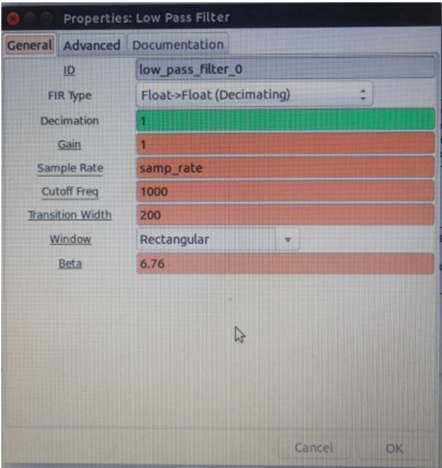 Properties: Low Pass Filter
General Advanced Documentation
ID low_pass_filter_0
FIR Type Float->Float (Decimating)
Decimation 1
Gain 1
Sample Rate samp_rate
Cutoff Freq 1000
Transition Width 200
Window Rectangular
Beta 6.76
Cancel OK